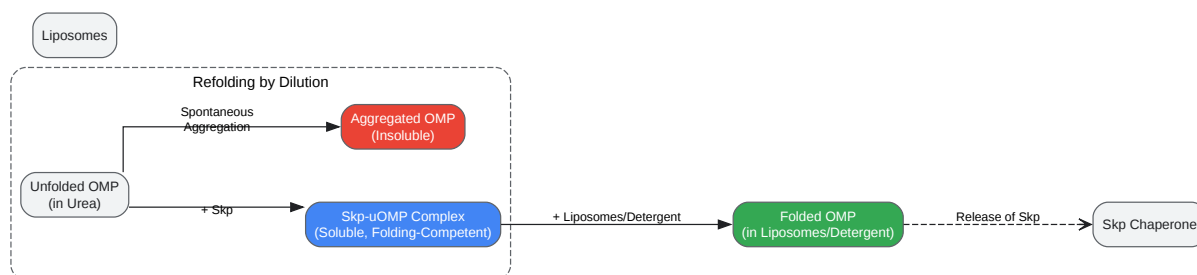 Liposomes
Refolding by Dilution
Spontaneous
Aggregation
Aggregated OMP
(Insoluble)
Unfolded OMP
(in Urea)
+ Skp
Skp-uOMP Complex
(Soluble, Folding-Competent)
+ Liposomes/Detergent
Folded OMP
(in Liposomes/Detergent)
Release of Skp
Skp Chaperone